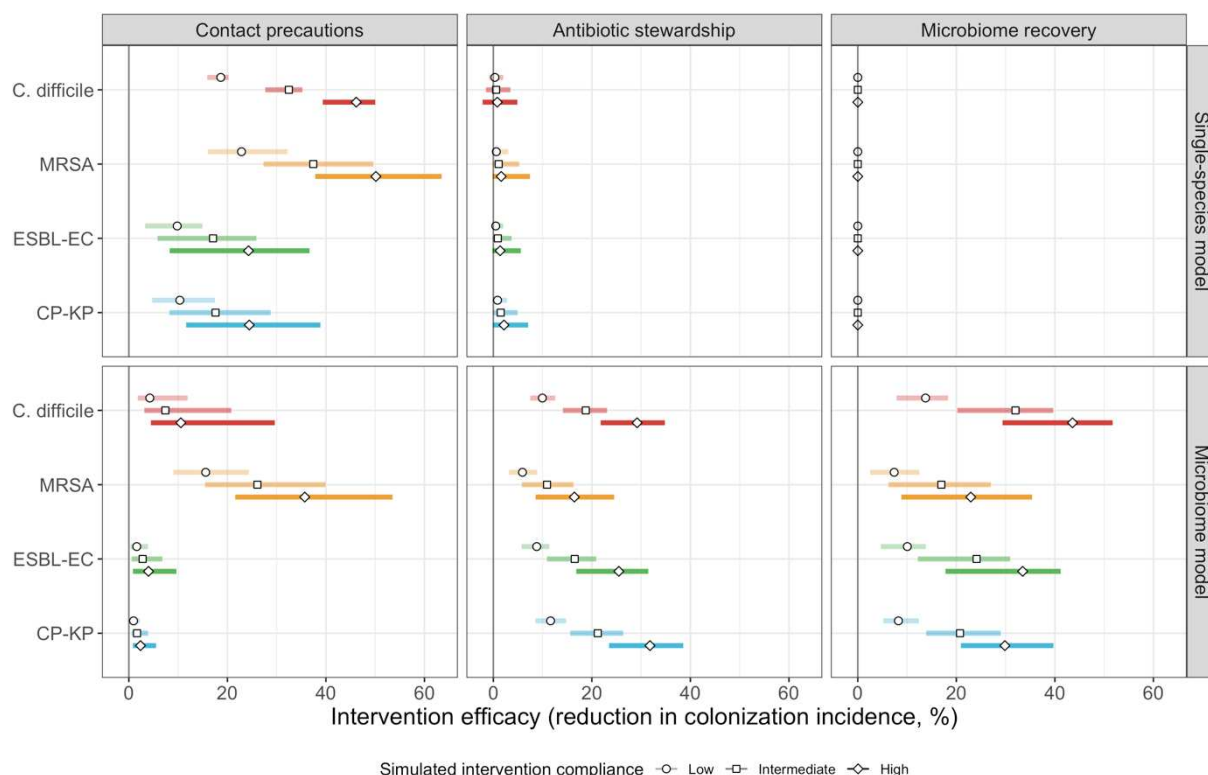 Contact precautions Antibiotic stewardship Microbiome recovery
C. difficile
MRSA
ESBL-EC
CP-KP
Single-species model
C. difficile
MRSA
ESBL-EC
CP-KP
Microbiome model
0 20 40 60 0 20 40 60 0 20 40 60
Intervention efficacy (reduction in colonization incidence, %)
Simulated intervention compliance Low Intermediate High